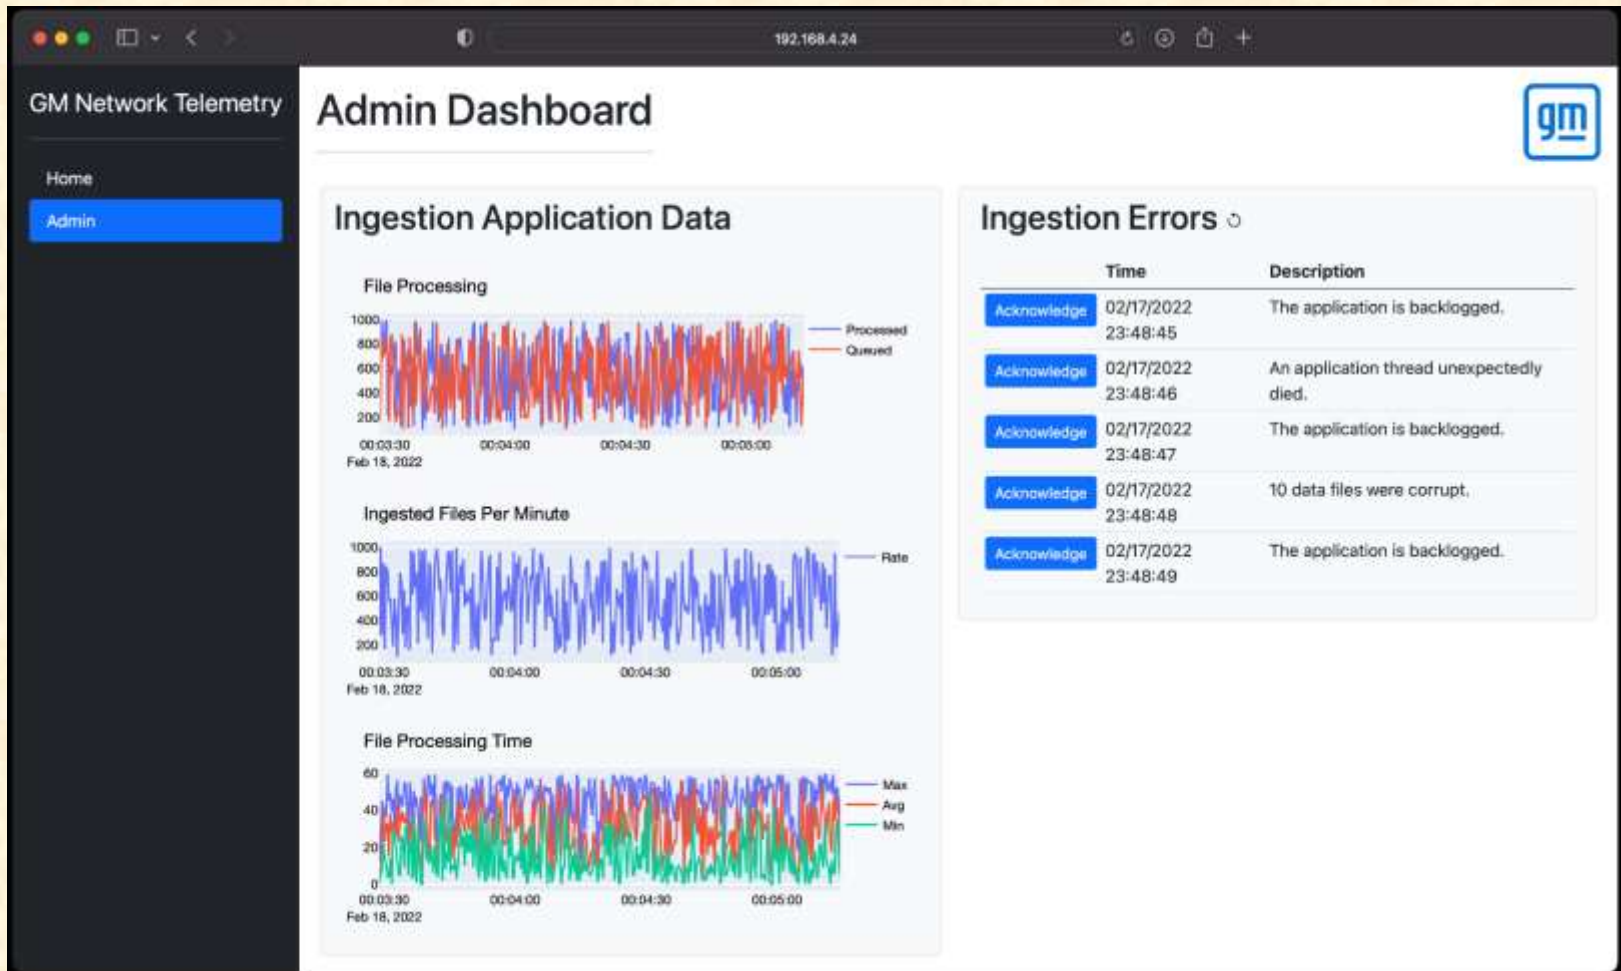 192.168.4.24
GM Network Telemetry
Home
Admin
Admin Dashboard
gm
Ingestion Application Data
File Processing
1000
800
600
400
200
00:03:30
Feb 18, 2022
00:04:00
00:04:30
00:05:00
Processed
Queued
Ingested Files Per Minute
1000
800
600
400
200
00:03:30
Feb 18, 2022
00:04:00
00:04:30
00:05:00
Rate
File Processing Time
60
40
20
0
00:03:30
Feb 18, 2022
00:04:00
00:04:30
00:05:00
Max
Avg
Min
Ingestion Errors
Time Description
Acknowledge 02/17/2022 The application is backlogged.
23:48:45
Acknowledge 02/17/2022 An application thread unexpectedly
23:48:46 died.
Acknowledge 02/17/2022 The application is backlogged.
23:48:47
Acknowledge 02/17/2022 10 data files were corrupt.
23:48:48
Acknowledge 02/17/2022 The application is backlogged.
23:48:49